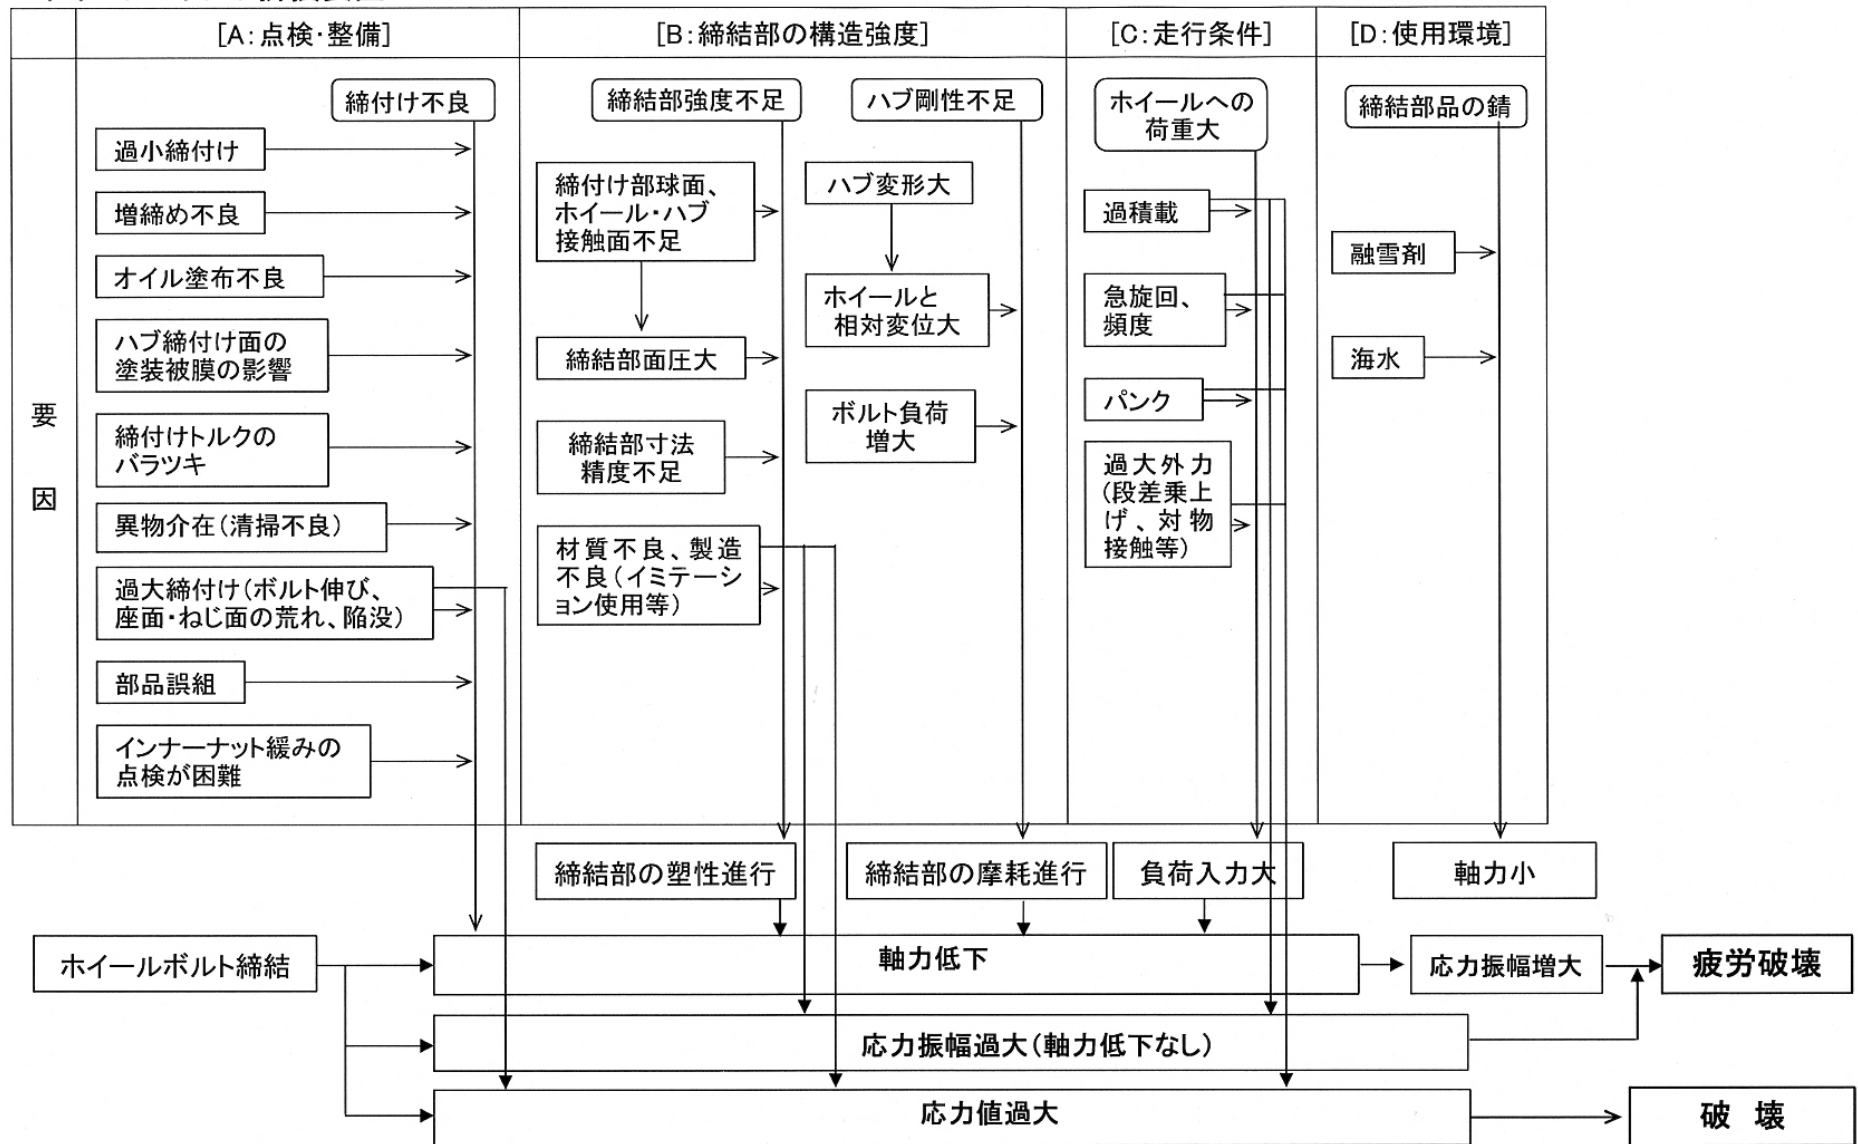 [A:点検・整備]
[B:締結部の構造強度]
[C:走行条件]
[D:使用環境]
要
因
締付け不良
過小締付け
増締め不良
オイル塗布不良
ハブ締付け面の
塗装被膜の影響
締付けトルクの
バラツキ
異物介在(清掃不良)
過大締付け(ボルト伸び、
座面・ねじ面の荒れ、陥没)
部品誤組
インナーナット緩みの
点検が困難
締結部強度不足
締付け部球面、
ホイール・ハブ
接触面不足
締結部面圧大
締結部寸法
精度不足
材質不良、製造
不良(イミテーシ
ョン使用等)
ハブ剛性不足
ハブ変形大
ホイールと
相対変位大
ボルト負荷
増大
ホイールへの
荷重大
過積載
急旋回、
頻度
パンク
過大外力
(段差乗上
げ、対物
接触等)
締結部品の錆
融雪剤
海水
締結部の塑性進行
締結部の摩耗進行
負荷入力大
軸力小
ホイールボルト締結
軸力低下
応力振幅増大
疲労破壊
応力振幅過大(軸力低下なし)
応力値過大
破 壊